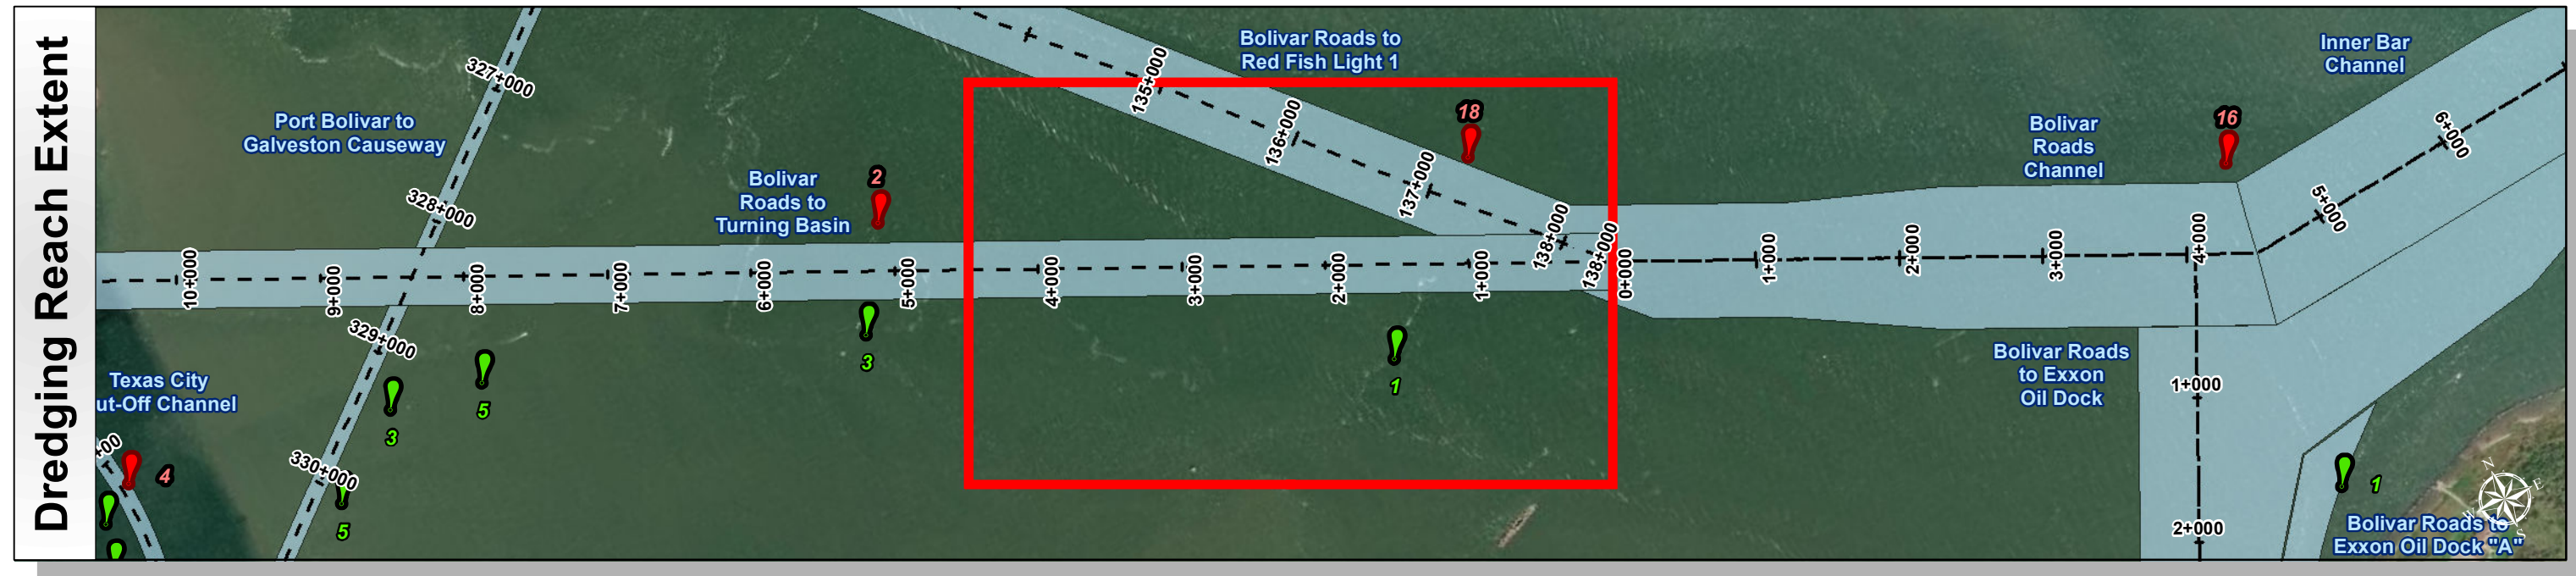 Dredging Reach Extent
327+000
Port Bolivar to
Galveston Causeway
328+000
2
Bolivar
Roads to
Turning Basin
Bolivar Roads to
Red Fish Light 1
135+000
136+000
137+000
138+000
138+000
18
Bolivar
Roads
Channel
16
Inner Bar
Channel
6+000
5+000
10+000
9+000
8+000
7+000
6+000
5+000
4+000
3+000
2+000
1+000
0+000
1+000
2+000
3+000
4+000
329+000
3
5
3
1
Texas City
ut-Off Channel
+00
4
330+000
5
Bolivar Roads
to Exxon
Oil Dock
1+000
2+000
1
N
E
S
W
Bolivar Roads to
Exxon Oil Dock "A"